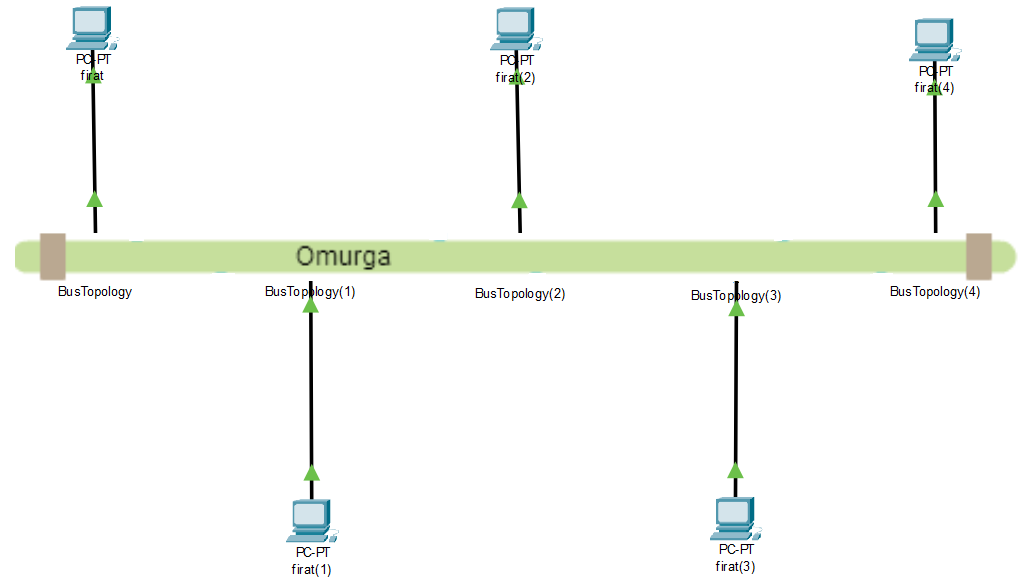 PC-PT
firat
PC-PT
firat(2)
PC-PT
firat(4)
Omurga
BusTopology
BusTopology(1)
BusTopology(2)
BusTopology(3)
BusTopology(4)
PC-PT
firat(1)
PC-PT
firat(3)